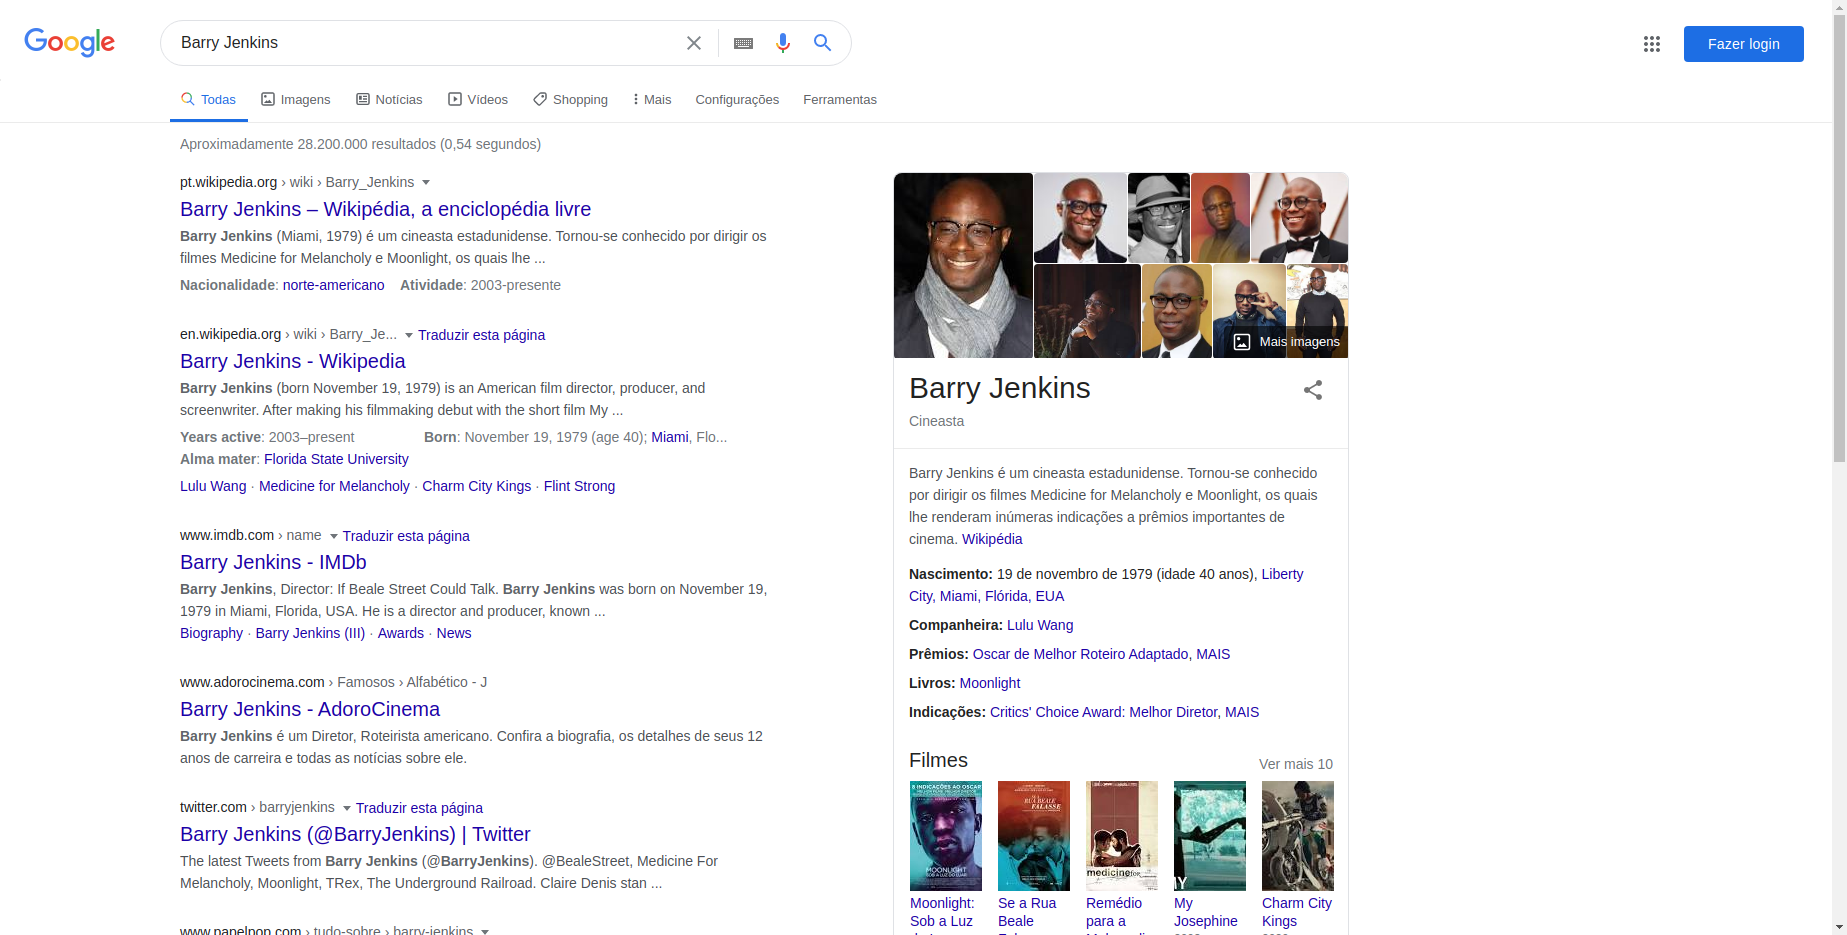 Google
Barry Jenkins
Fazer login
Todas
Imagens
Notícias
Vídeos
Shopping
Mais
Configurações
Ferramentas
Aproximadamente 28.200.000 resultados (0,54 segundos)
pt.wikipedia.org › wiki › Barry_Jenkins
Barry Jenkins – Wikipédia, a enciclopédia livre
Barry Jenkins (Miami, 1979) é um cineasta estadunidense. Tornou-se conhecido por dirigir os
filmes Medicine for Melancholy e Moonlight, os quais lhe ...
Nacionalidade: norte-americano Atividade: 2003-presente
en.wikipedia.org › wiki › Barry_Je... Traduzir esta página
Barry Jenkins - Wikipedia
Barry Jenkins (born November 19, 1979) is an American film director, producer, and
screenwriter. After making his filmmaking debut with the short film My ...
Years active: 2003–present Born: November 19, 1979 (age 40); Miami, Flo...
Alma mater: Florida State University
Lulu Wang · Medicine for Melancholy · Charm City Kings · Flint Strong
www.imdb.com › name Traduzir esta página
Barry Jenkins - IMDb
Barry Jenkins, Director: If Beale Street Could Talk. Barry Jenkins was born on November 19,
1979 in Miami, Florida, USA. He is a director and producer, known ...
Biography · Barry Jenkins (III) · Awards · News
www.adorocinema.com › Famosos › Alfabético - J
Barry Jenkins - AdoroCinema
Barry Jenkins é um Diretor, Roteirista americano. Confira a biografia, os detalhes de seus 12
anos de carreira e todas as notícias sobre ele.
twitter.com › barryjenkins Traduzir esta página
Barry Jenkins (@BarryJenkins) | Twitter
The latest Tweets from Barry Jenkins (@BarryJenkins). @BealeStreet, Medicine For
Melancholy, Moonlight, TRex, The Underground Railroad. Claire Denis stan ...
www.papelpop.com › tudo-sobre › barry-jenkins
Mais imagens
Barry Jenkins
Cineasta
Barry Jenkins é um cineasta estadunidense. Tornou-se conhecido
por dirigir os filmes Medicine for Melancholy e Moonlight, os quais
lhe renderam inúmeras indicações a prêmios importantes de
cinema. Wikipédia
Nascimento: 19 de novembro de 1979 (idade 40 anos), Liberty
City, Miami, Flórida, EUA
Companheira: Lulu Wang
Prêmios: Oscar de Melhor Roteiro Adaptado, MAIS
Livros: Moonlight
Indicações: Critics' Choice Award: Melhor Diretor, MAIS
Filmes
Ver mais 10
8 INDICAÇÕES AO OSCAR
MOONLIGHT
SOB A LUZ DO LUAR
RUA BEALE
FALASSE
medicine for
MY
Moonlight:
Sob a Luz
Se a Rua
Beale
Remédio
para a
My
Josephine
Charm City
Kings